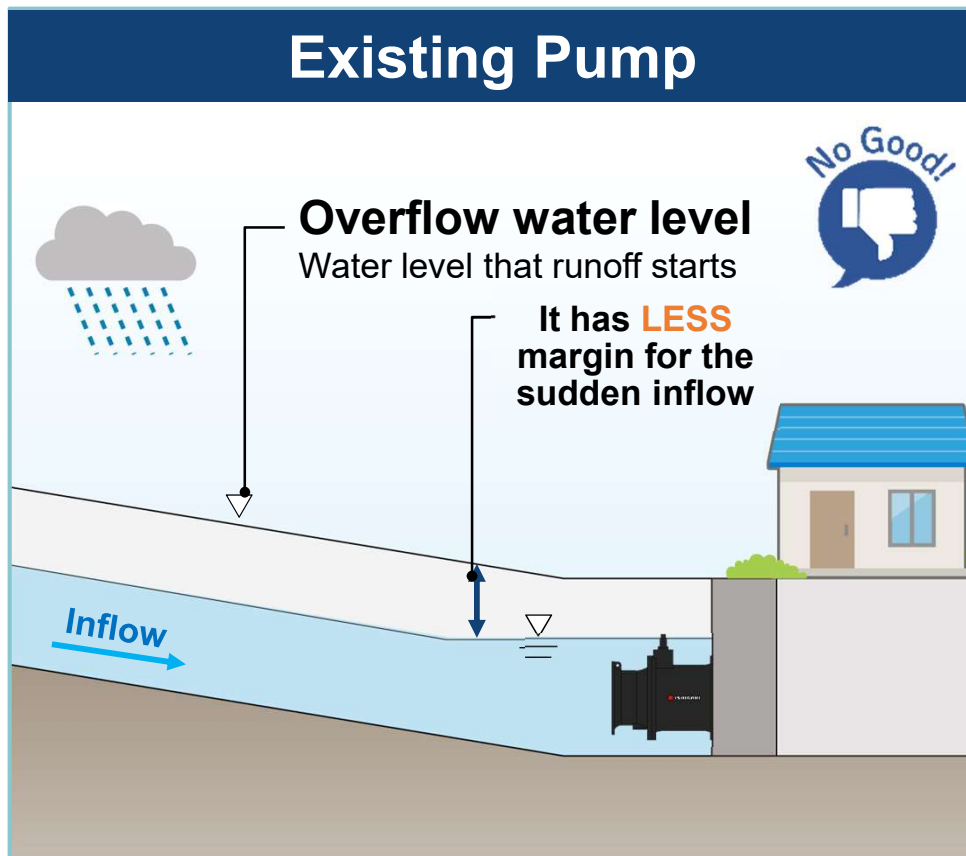 Existing Pump
No Good!
Overflow water level
Water level that runoff starts
It has LESS
margin for the
sudden inflow
Inflow
ISHIGAKI